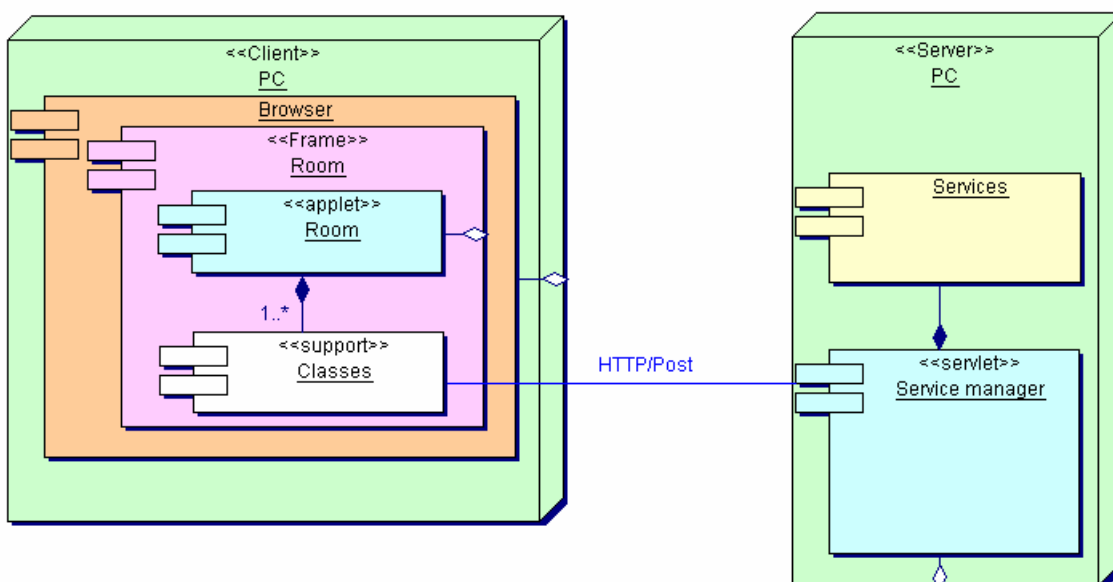 <<Client>>
PC
Browser
<<Frame>>
Room
<<applet>>
Room
1..*
<<support>>
Classes
HTTP/Post
<<Server>>
PC
Services
<<servlet>>
Service manager